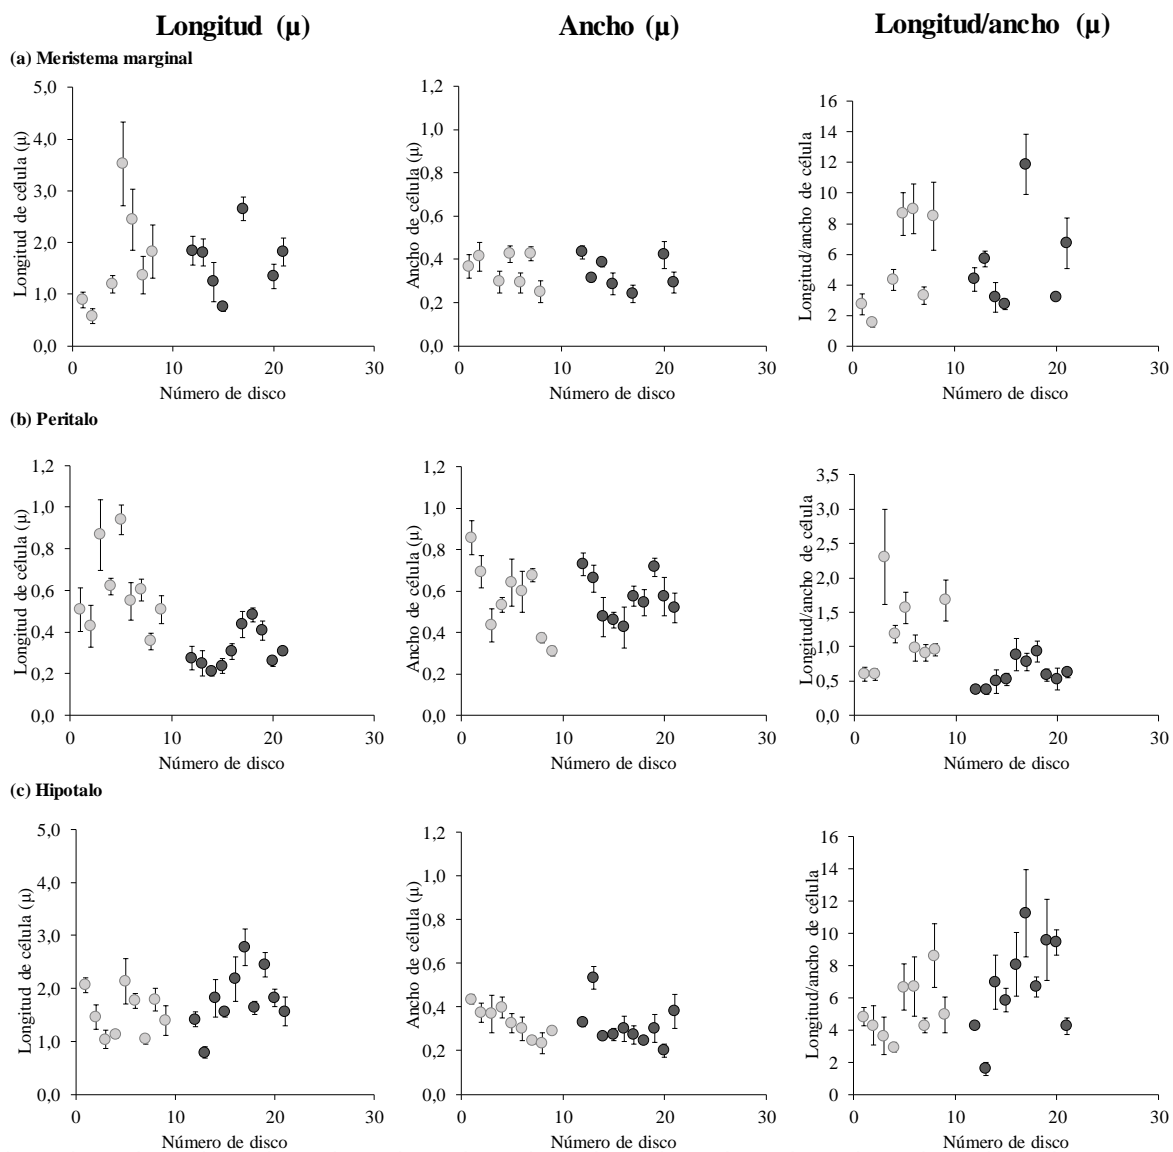 Longitud (µ) Ancho (µ) Longitud/ancho (µ)
(a) Meristema marginal
Longitud de célula (µ)
5,0
4,0
3,0
2,0
1,0
0,0
0 10 20 30
Número de disco
Ancho de célula (µ)
1,2
1,0
0,8
0,6
0,4
0,2
0,0
0 10 20 30
Número de disco
Longitud/ancho de célula
16
14
12
10
8
6
4
2
0
0 10 20 30
Número de disco
(b) Peritalo
Longitud de célula (µ)
1,2
1,0
0,8
0,6
0,4
0,2
0,0
0 10 20 30
Número de disco
Ancho de célula (µ)
1,2
1,0
0,8
0,6
0,4
0,2
0,0
0 10 20 30
Número de disco
Longitud/ancho de célula
3,5
3,0
2,5
2,0
1,5
1,0
0,5
0,0
0 10 20 30
Número de disco
(c) Hipotalo
Longitud de célula (µ)
5,0
4,0
3,0
2,0
1,0
0,0
0 10 20 30
Número de disco
Ancho de célula (µ)
1,2
1,0
0,8
0,6
0,4
0,2
0,0
0 10 20 30
Número de disco
Longitud/ancho de célula
16
14
12
10
8
6
4
2
0
0 10 20 30
Número de disco